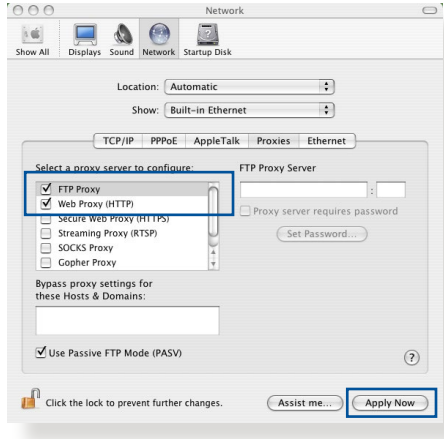 Network
Show All Displays Sound Network Startup Disk
Location: Automatic
Show: Built-in Ethernet
TCP/IP PPPoE AppleTalk Proxies Ethernet
Select a proxy server to configure: FTP Proxy Server
FTP Proxy
Web Proxy (HTTP) :
Secure Web Proxy (HTTPS) Proxy server requires password
Streaming Proxy (RTSP) Set Password...
SOCKS Proxy
Gopher Proxy
Bypass proxy settings for
these Hosts & Domains:
Use Passive FTP Mode (PASV) ?
Click the lock to prevent further changes. Assist me... Apply Now